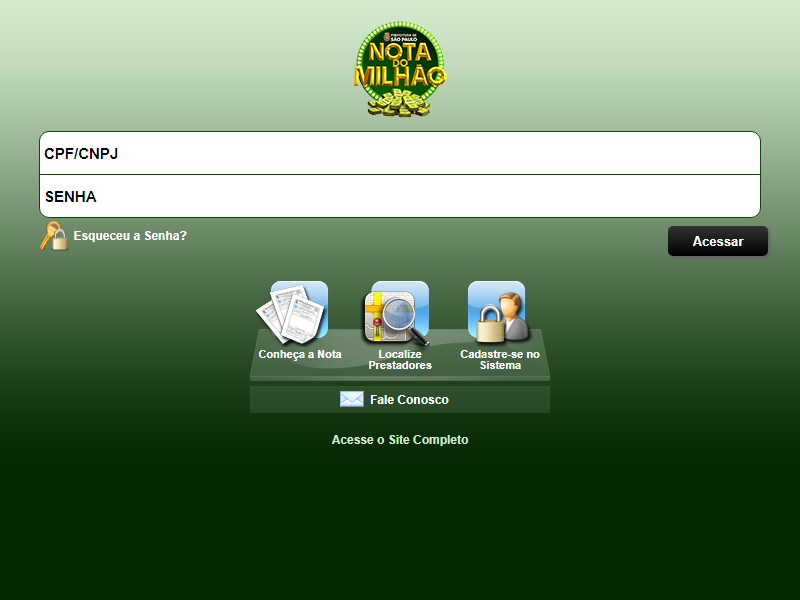 PREFEITURA DE
SÃO PAULO
NOTA
DO
MILHÃO
CPF/CNPJ
SENHA
Esqueceu a Senha?
Acessar
Conheça a Nota
Localize
Prestadores
Cadastre-se no
Sistema
Fale Conosco
Acesse o Site Completo